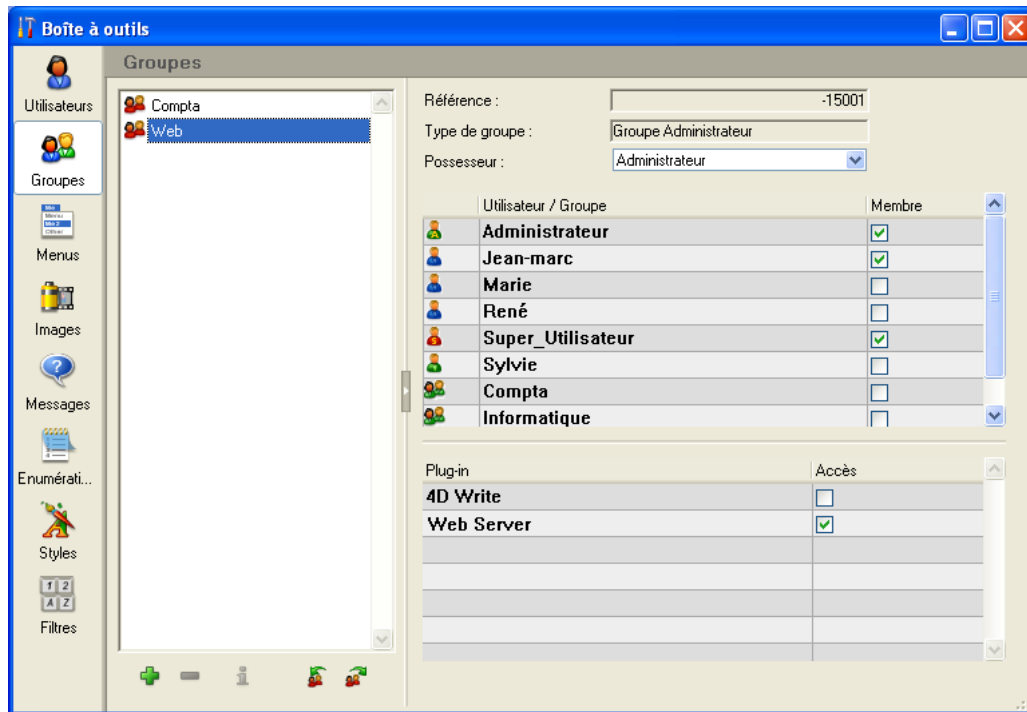 Boîte à outils
Utilisateurs
Groupes
Menus
Images
Messages
Enumérati...
Styles
Filtres
Groupes
Compta
Web
Référence : -15001
Type de groupe : Groupe Administrateur
Possesseur : Administrateur
Utilisateur / Groupe Membre
Administrateur
Jean-marc
Marie
René
Super_Utilisateur
Sylvie
Compta
Informatique
Plug-in Accès
4D Write
Web Server